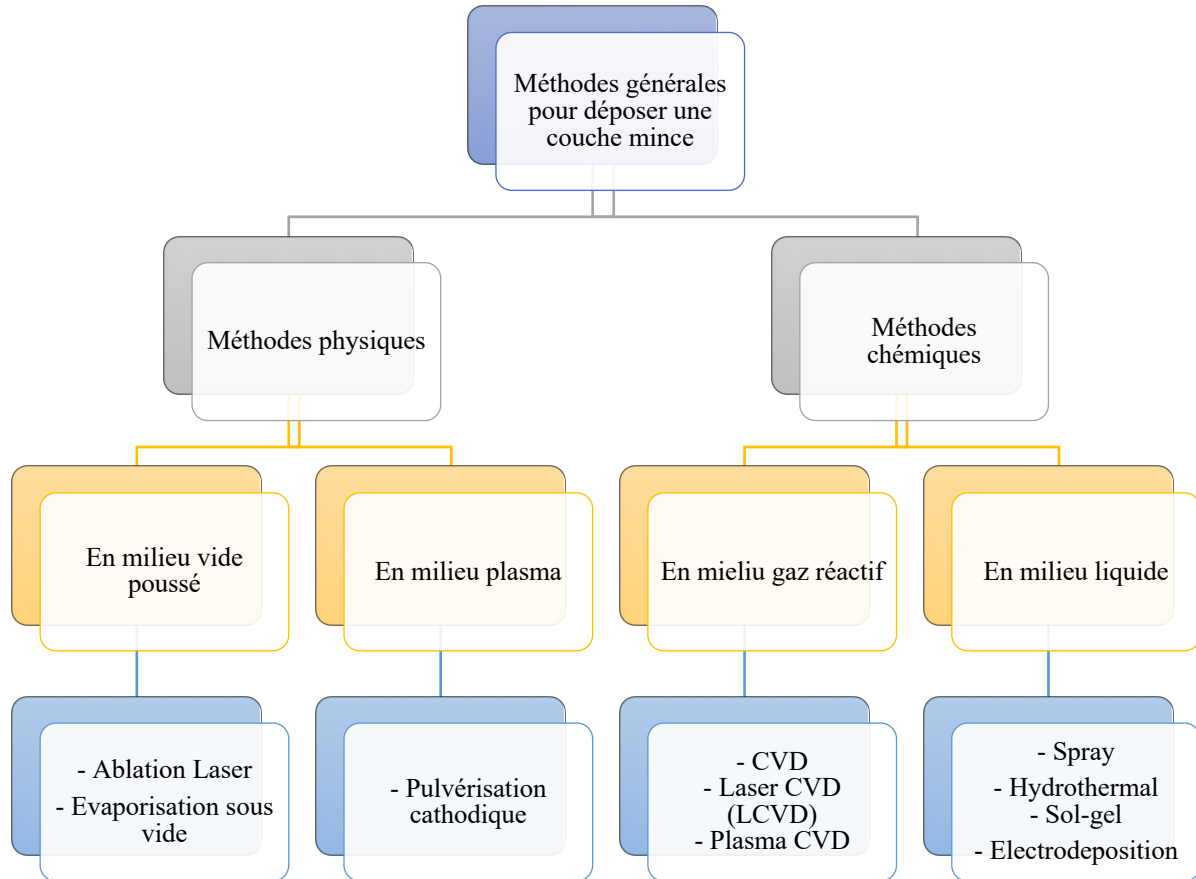 Méthodes générales
pour déposer une
couche mince
Méthodes physiques
Méthodes
chémiques
En milieu vide
poussé
En milieu plasma
En mieliu gaz réactif
En milieu liquide
- Ablation Laser
- Evaporisation sous
vide
- Pulvérisation
cathodique
- CVD
- Laser CVD
(LCVD)
- Plasma CVD
- Spray
- Hydrothermal
- Sol-gel
- Electrodeposition